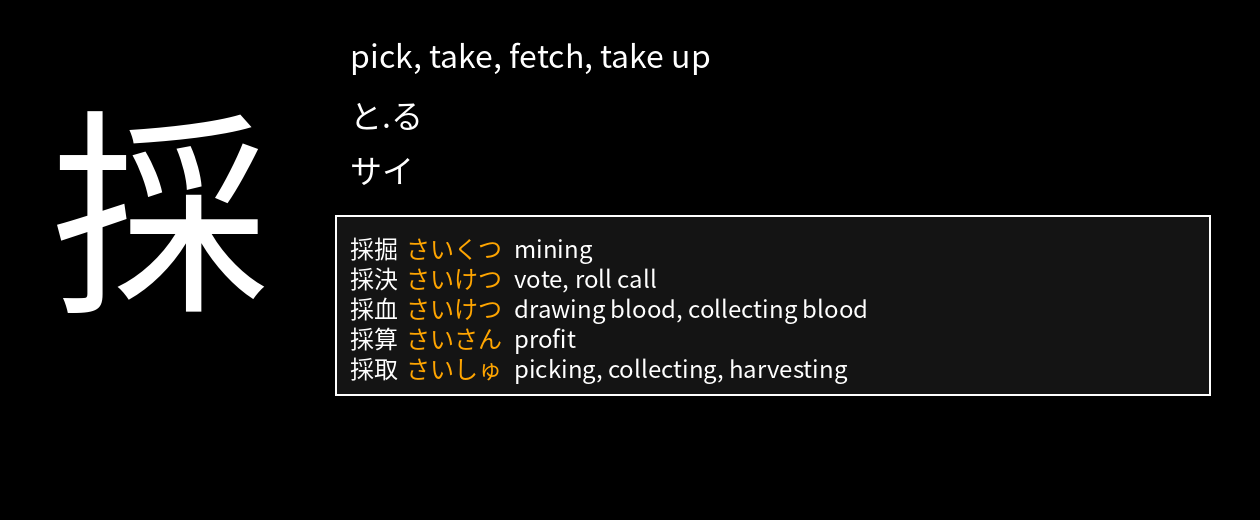 採
pick, take, fetch, take up
と.る
サイ
採掘 さいくつ mining
採決 さいけつ vote, roll call
採血 さいけつ drawing blood, collecting blood
採算 さいさん profit
採取 さいしゅ picking, collecting, harvesting